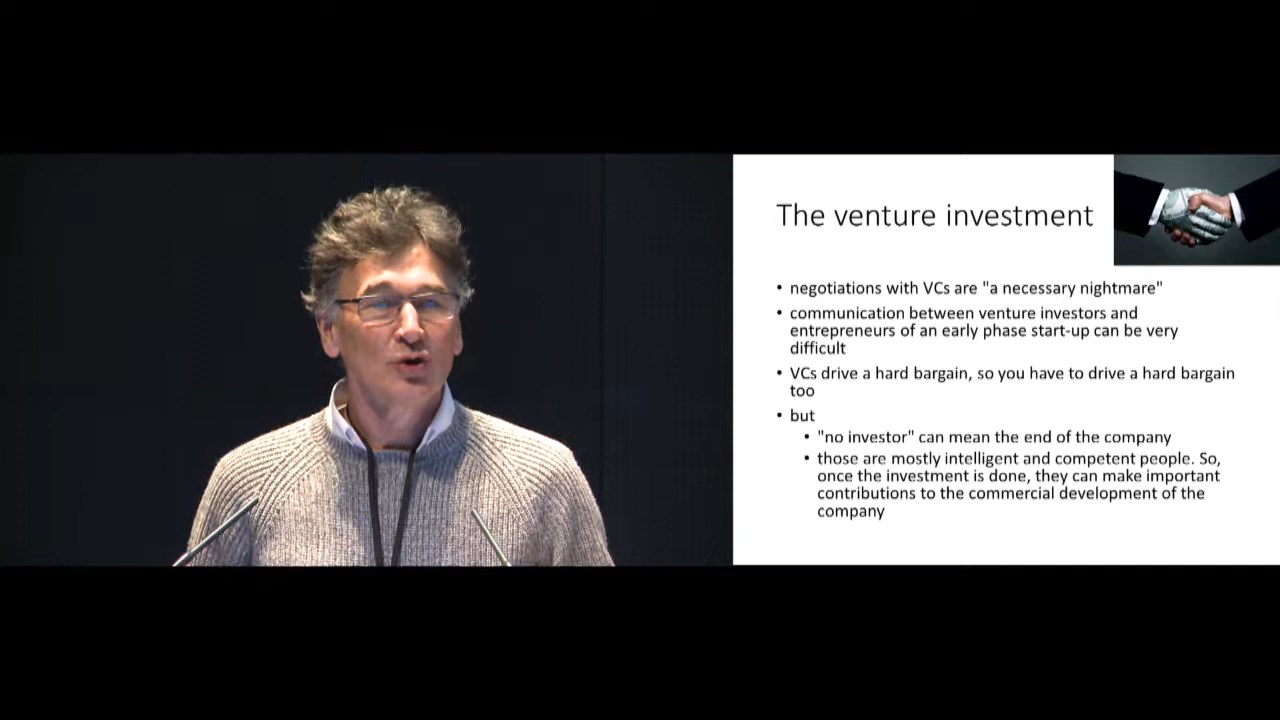 The venture investment
• negotiations with VCs are "a necessary nightmare"
• communication between venture investors and
entrepreneurs of an early phase start-up can be very
difficult
• VCs drive a hard bargain, so you have to drive a hard bargain
too
• but
• "no investor" can mean the end of the company
• those are mostly intelligent and competent people. So,
once the investment is done, they can make important
contributions to the commercial development of the
company